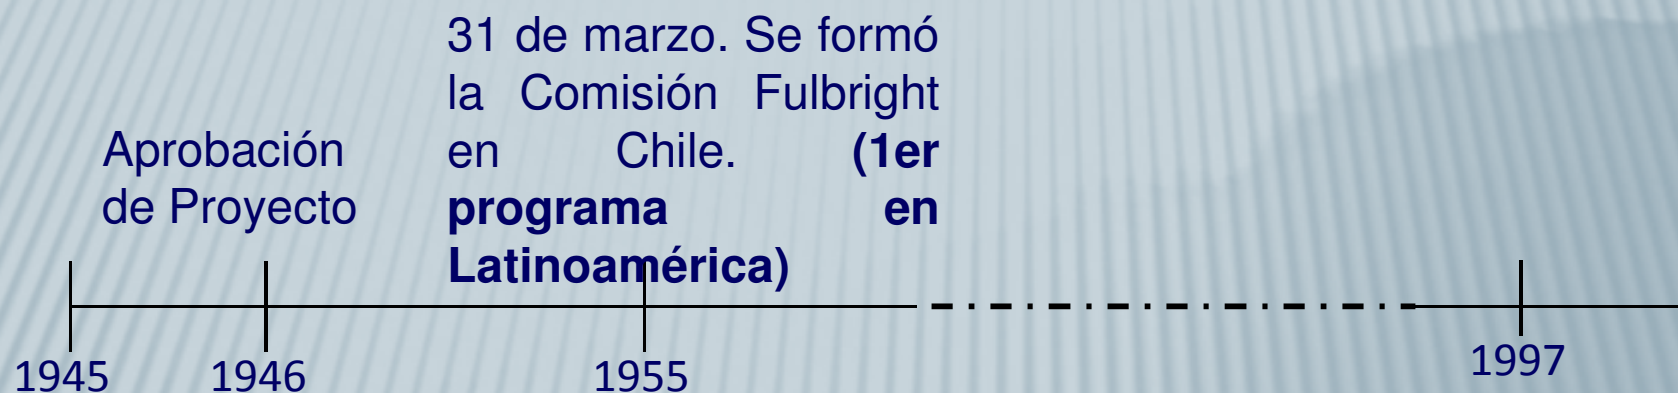 Aprobación
de Proyecto
31 de marzo. Se formó
la Comisión Fulbright
en Chile. (1er
programa en
Latinoamérica)
1945
1946
1955
1997